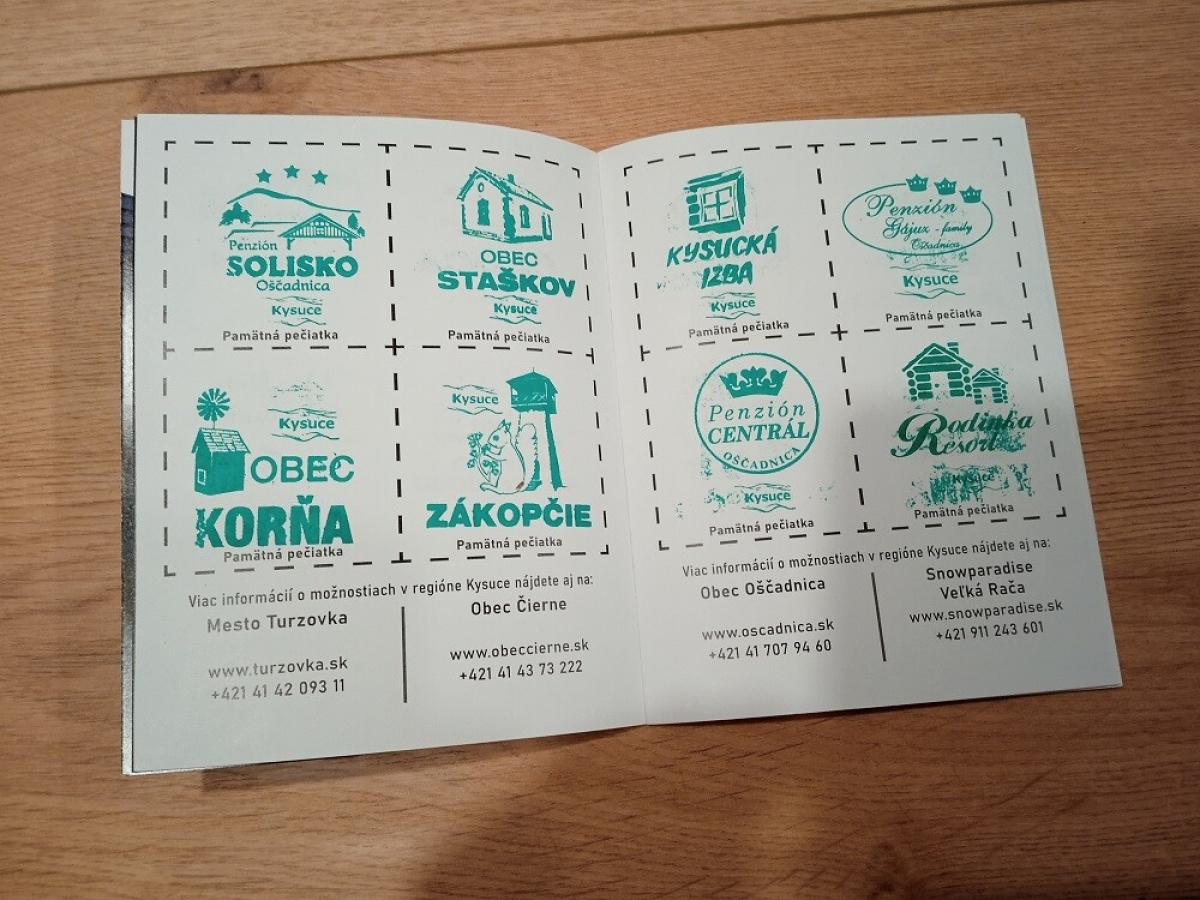 Penzión
SOLISKO
Oščadnica
Kysuce
Pamätná pečiatka
OBEC
STAŠKOV
Kysuce
Pamätná pečiatka
Kysuce
OBEC
KORŇA
Pamätná pečiatka
Kysuce
ZÁKOPČIE
Pamätná pečiatka
Viac informácií o možnostiach v regióne Kysuce nájdete aj na:
Mesto Turzovka
www.turzovka.sk
+421 41 42 093 11
Obec Čierne
www.obeccierne.sk
+421 41 43 73 222
KYSUCKÁ
IZBA
Kysuce
Pamätná pečiatka
Penzión
Gájuz - family
Oščadnica
Kysuce
Pamätná pečiatka
Penzión
CENTRÁL
OŠČADNICA
Kysuce
Pamätná pečiatka
Rodinka
Resort
Kysuce
Pamätná pečiatka
Viac informácií o možnostiach v regióne Kysuce nájdete aj na:
Obec Oščadnica
www.oscadnica.sk
+421 41 707 94 60
Snowparadise
Veľká Rača
www.snowparadise.sk
+421 911 243 601